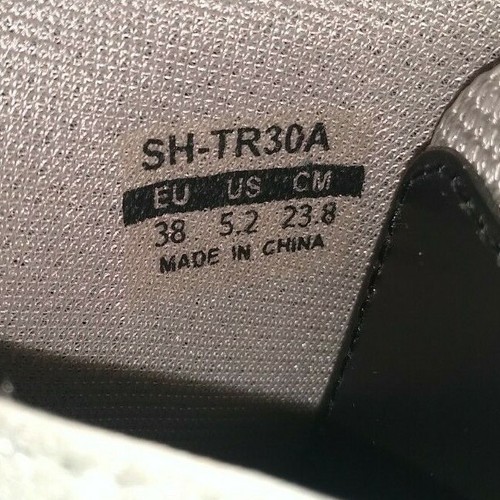 SH-TR30A
EU US CM
38 5.2 23.8
MADE IN CHINA